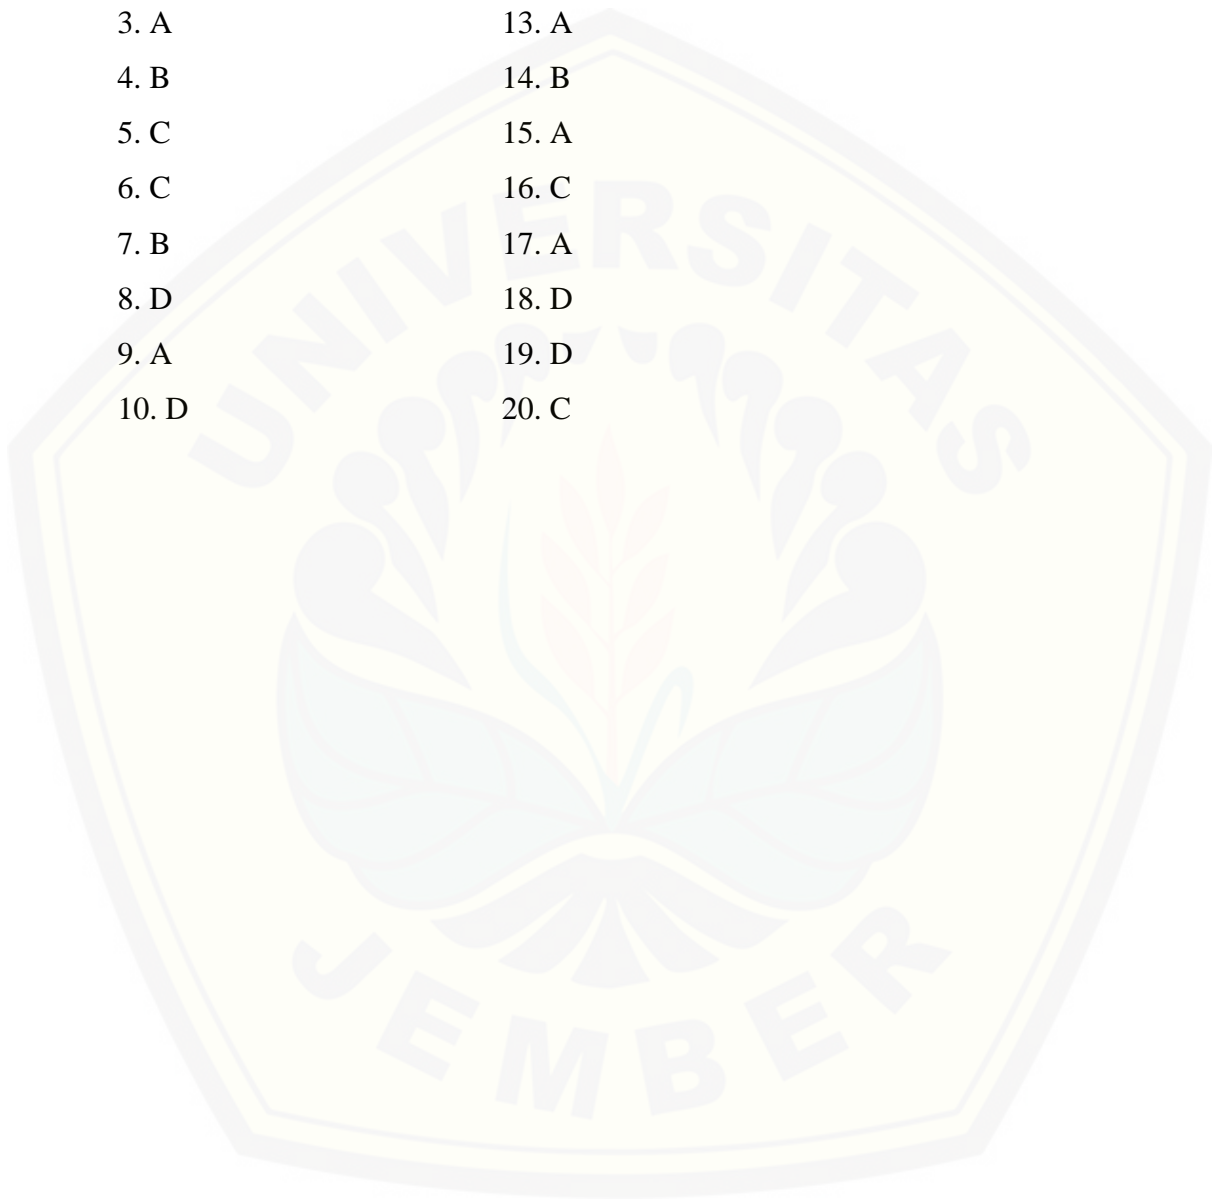 3. A
4. B
5. C
6. C
7. B
8. D
9. A
10. D
13. A
14. B
15. A
16. C
17. A
18. D
19. D
20. C
UNIVERSITAS
JEMBER